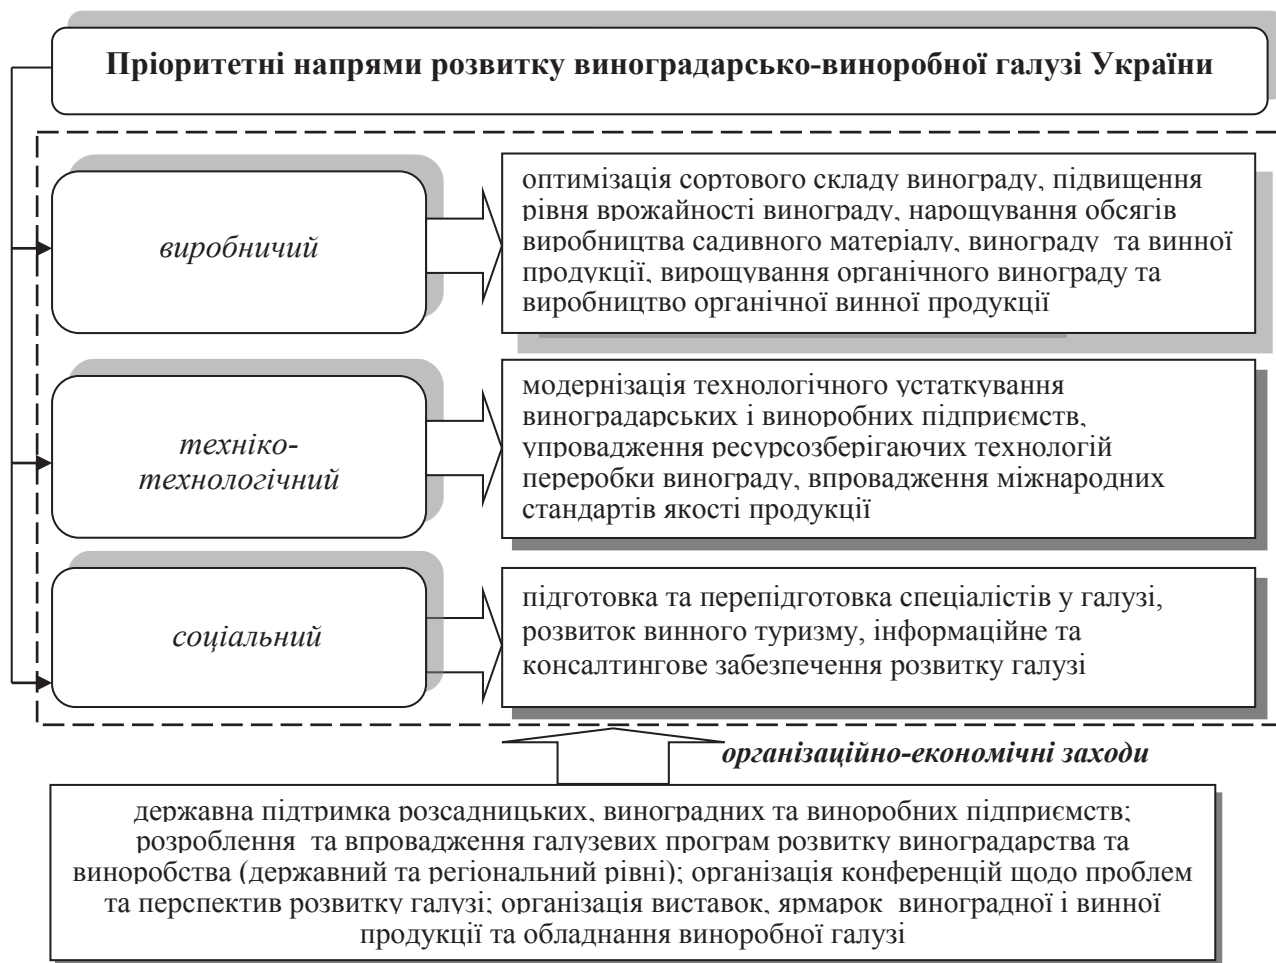 Пріоритетні напрями розвитку виноградарсько-виноробної галузі України
виробничий
оптимізація сортового складу винограду, підвищення
рівня врожайності винограду, нарощування обсягів
виробництва садивного матеріалу, винограду та винної
продукції, вирощування органічного винограду та
виробництво органічної винної продукції
техніко-
технологічний
модернізація технологічного устаткування
виноградарських і виноробних підприємств,
упровадження ресурсозберігаючих технологій
переробки винограду, впровадження міжнародних
стандартів якості продукції
соціальний
підготовка та перепідготовка спеціалістів у галузі,
розвиток винного туризму, інформаційне та
консалтингове забезпечення розвитку галузі
організаційно-економічні заходи
державна підтримка розсадницьких, виноградних та виноробних підприємств;
розроблення та впровадження галузевих програм розвитку виноградарства та
виноробства (державний та регіональний рівні); організація конференцій щодо проблем
та перспектив розвитку галузі; організація виставок, ярмарок виноградної і винної
продукції та обладнання виноробної галузі